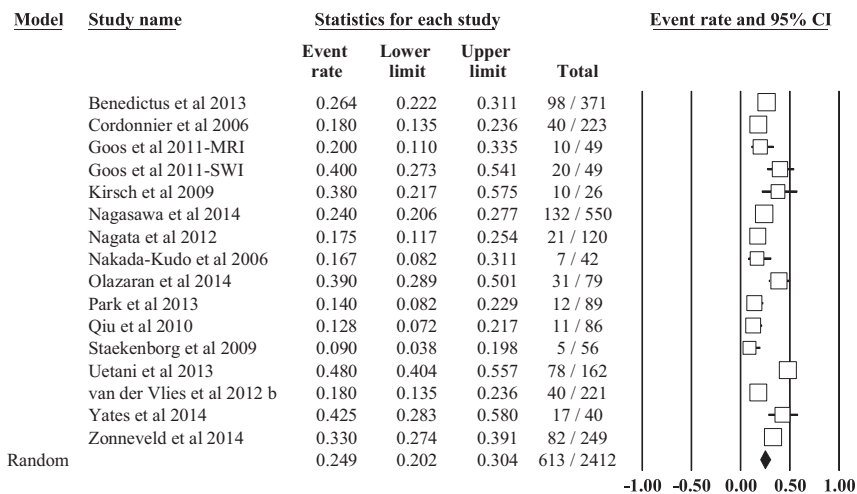 Model Study name Statistics for each study Event rate and 95% CI
Event Lower Upper
rate limit limit Total
Benedictus et al 2013 0.264 0.222 0.311 98 / 371
Cordonnier et al 2006 0.180 0.135 0.236 40 / 223
Goos et al 2011-MRI 0.200 0.110 0.335 10 / 49
Goos et al 2011-SWI 0.400 0.273 0.541 20 / 49
Kirsch et al 2009 0.380 0.217 0.575 10 / 26
Nagasawa et al 2014 0.240 0.206 0.277 132 / 550
Nagata et al 2012 0.175 0.117 0.254 21 / 120
Nakada-Kudo et al 2006 0.167 0.082 0.311 7 / 42
Olazaran et al 2014 0.390 0.289 0.501 31 / 79
Park et al 2013 0.140 0.082 0.229 12 / 89
Qiu et al 2010 0.128 0.072 0.217 11 / 86
Staekenborg et al 2009 0.090 0.038 0.198 5 / 56
Uetani et al 2013 0.480 0.404 0.557 78 / 162
van der Vlies et al 2012 b 0.180 0.135 0.236 40 / 221
Yates et al 2014 0.425 0.283 0.580 17 / 40
Zonneveld et al 2014 0.330 0.274 0.391 82 / 249
Random 0.249 0.202 0.304 613 / 2412
-1.00 -0.50 0.00 0.50 1.00